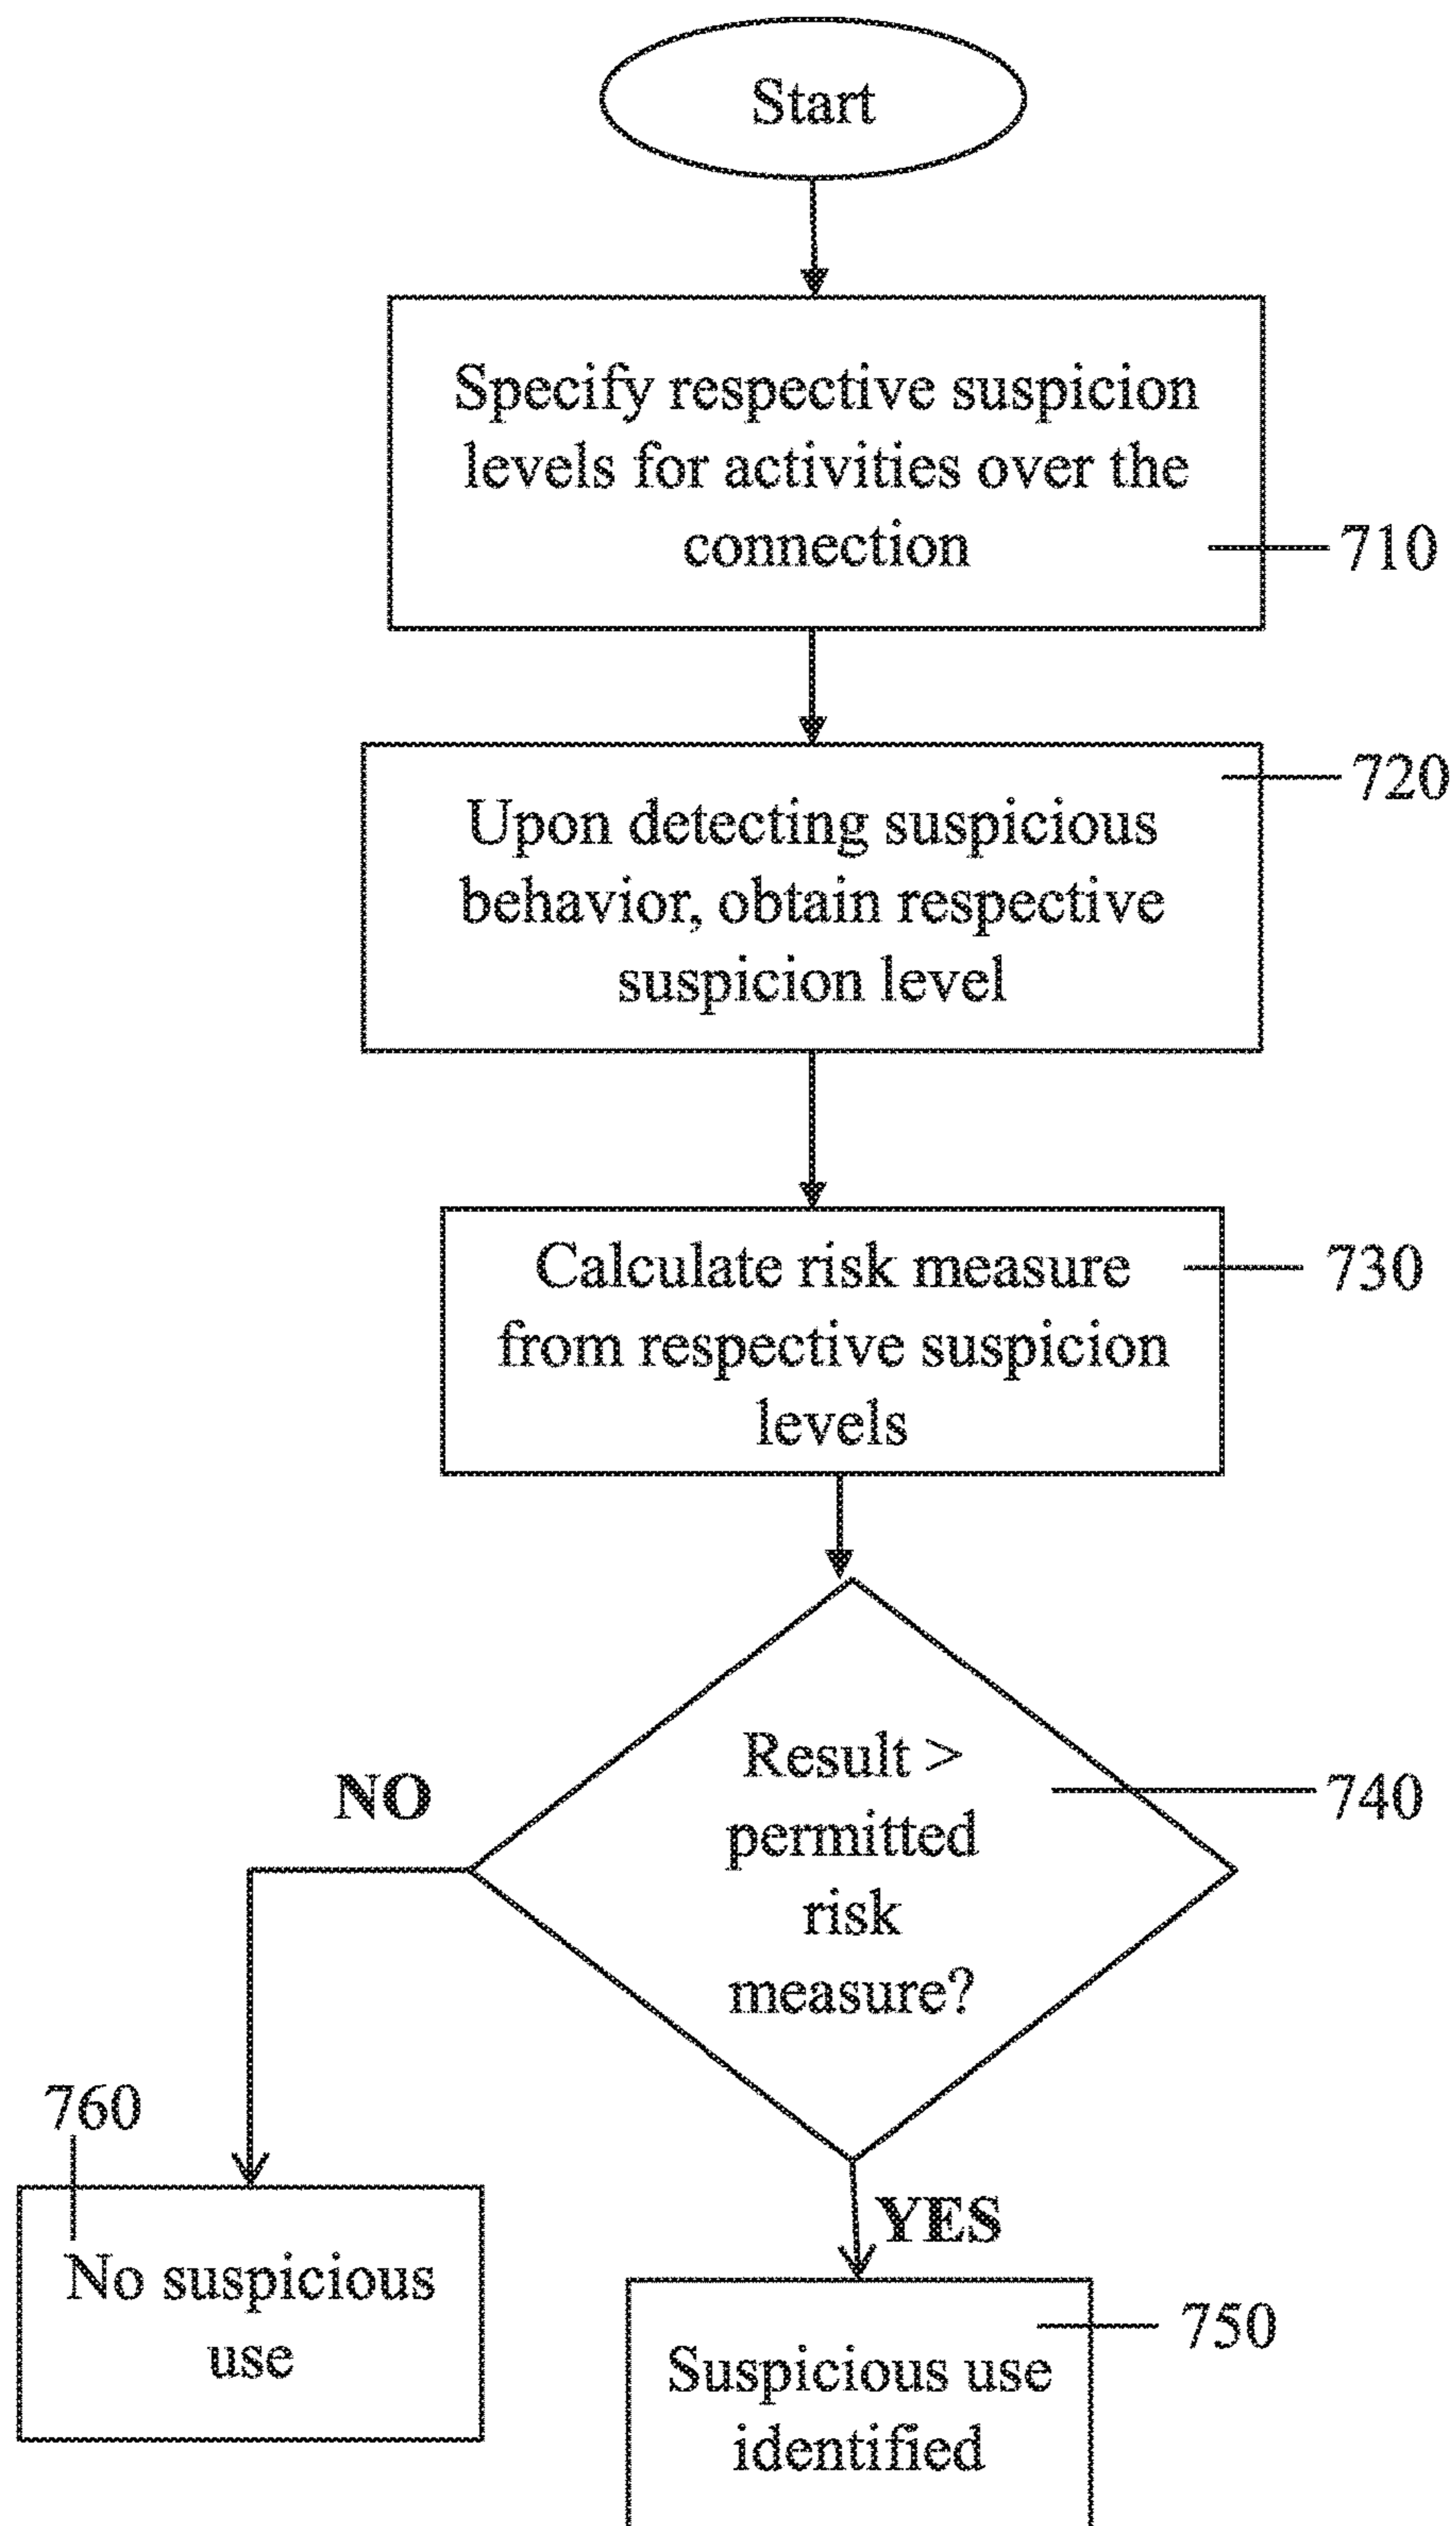 Start
Specify respective suspicion
levels for activities over the
connection
710
720
Upon detecting suspicious
behavior, obtain respective
suspicion level
Calculate risk measure
730
from respective suspicion
levels
Result >
permitted
risk
measure?
740
NO
760
No suspicious
use
YES
750
Suspicious use
identified